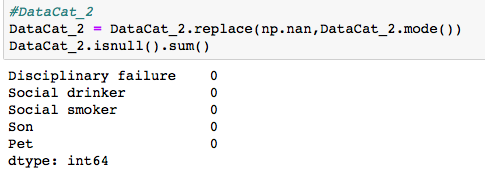 #DataCat_2
DataCat_2 = DataCat_2.replace(np.nan,DataCat_2.mode())
DataCat_2.isnull().sum()
Disciplinary failure    0
Social drinker          0
Social smoker           0
Son                     0
Pet                     0
dtype: int64